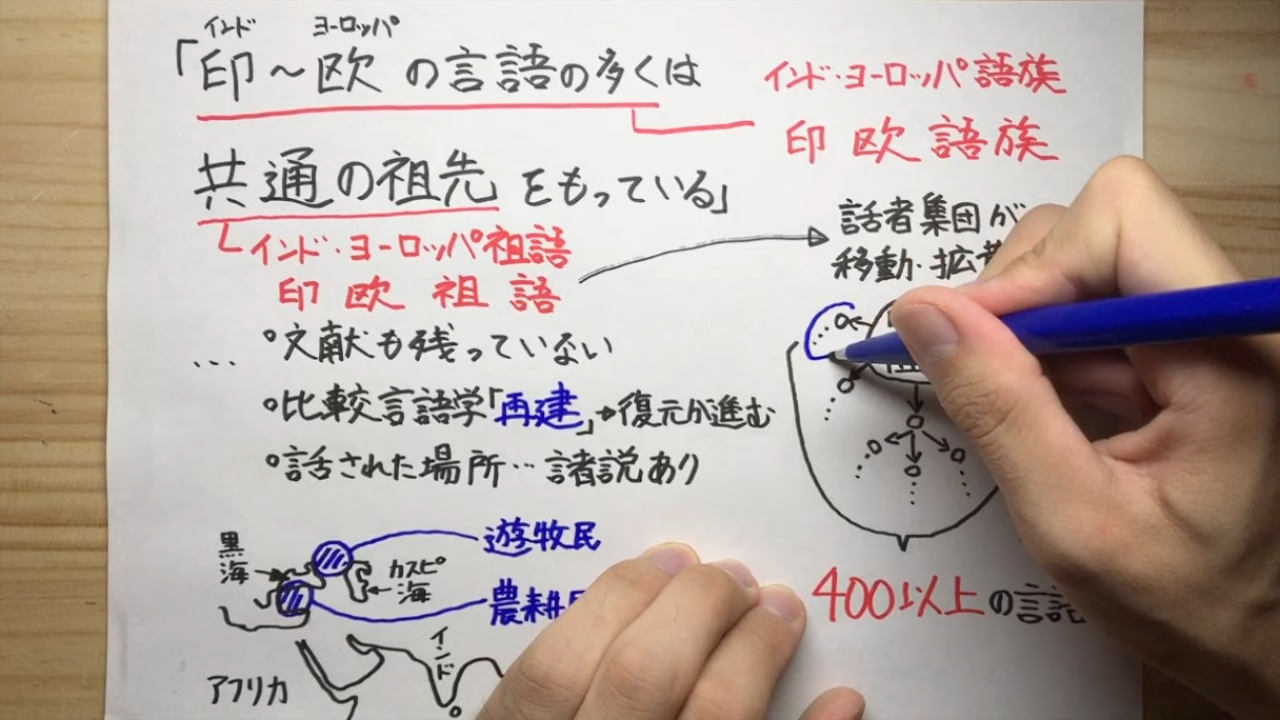 インド ヨーロッパ
「印～欧の言語の多くは
インド・ヨーロッパ語族
印欧語族
共通の祖先をもっている」
インド・ヨーロッパ祖語
印欧祖語
話者集団が
移動・拡散
… °文献も残っていない
°比較言語学「再建」→復元が進む
°話された場所…諸説あり
遊牧民
黒海
カスピ海
農耕民
400以上の言語
インド
アフリカ